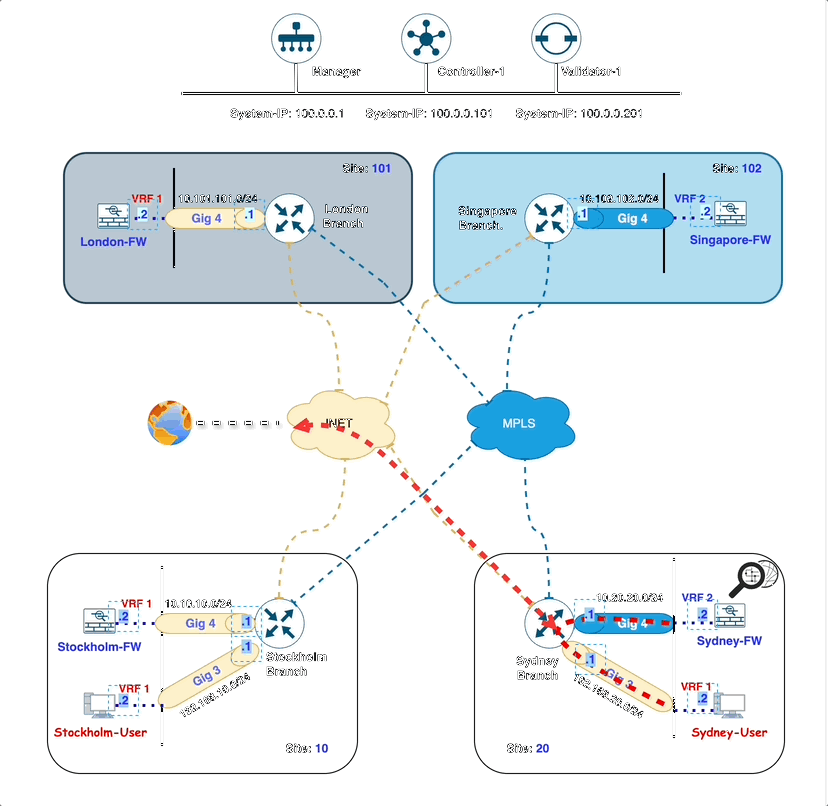 Manager
Controller-1
Validator-1
System-IP: 100.0.0.1
System-IP: 100.0.0.101
System-IP: 100.0.0.201
Site: 101
VRF 1
10.101.101.0/24
.2
Gig 4
.1
London
Branch
London-FW
Site: 102
Singapore
Branch.
10.102.102.0/24
VRF 2
.1
Gig 4
.2
Singapore-FW
INET
MPLS
VRF 1
10.10.10.0/24
.2
Gig 4
.1
Stockholm-FW
.1
Stockholm
Branch
Gig 3
192.168.10.0/24
VRF 1
.2
Stockholm-User
Site: 10
10.20.20.0/24
VRF 2
.1
Gig 4
.2
Sydney-FW
Sydney
Branch
.1
Gig 3
192.168.20.0/24
VRF 1
.2
Sydney-User
Site: 20